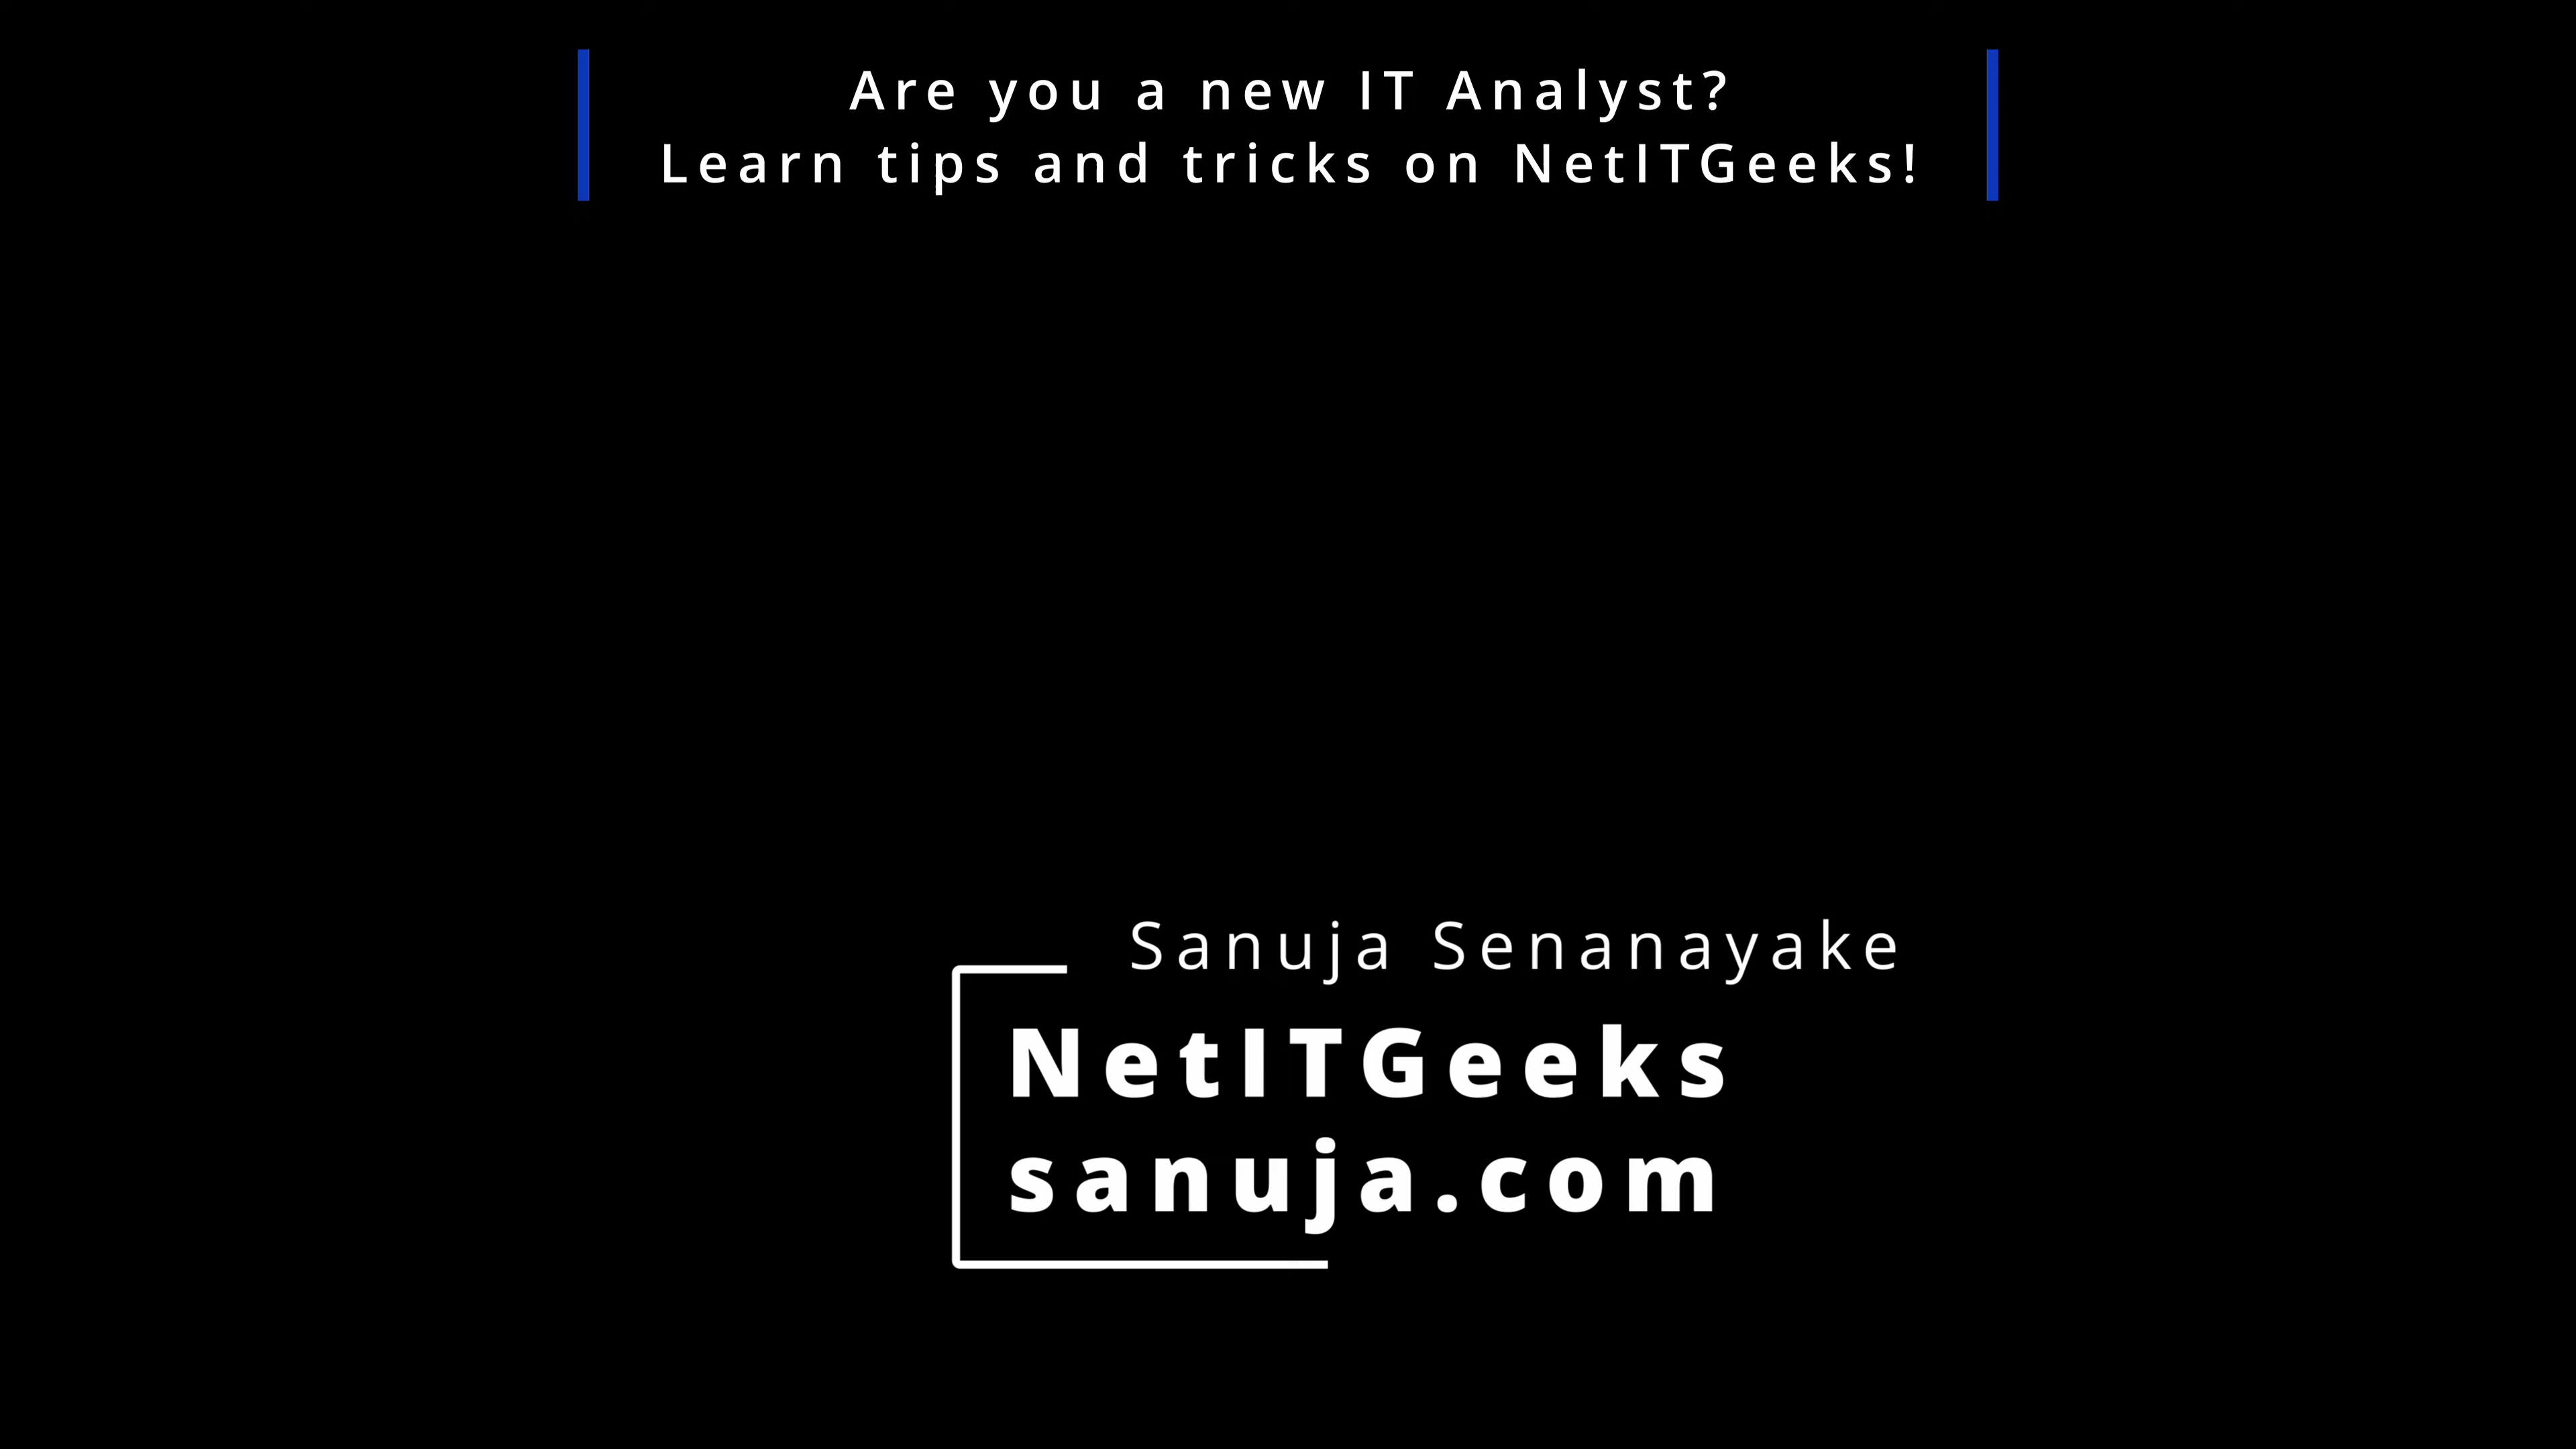 Are you a new IT Analyst?
Learn tips and tricks on NetITGeeks!
Sanuja Senanayake
NetITGeeks
sanuja.com